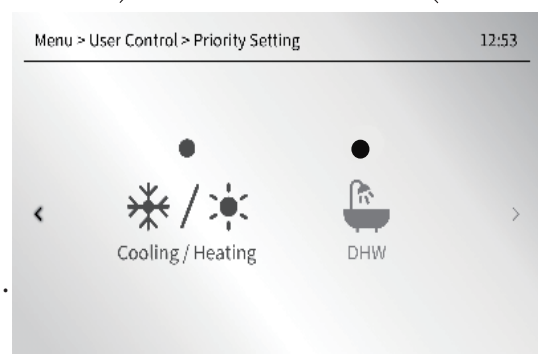 Menu > User Control > Priority Setting 12:53
Cooling / Heating DHW